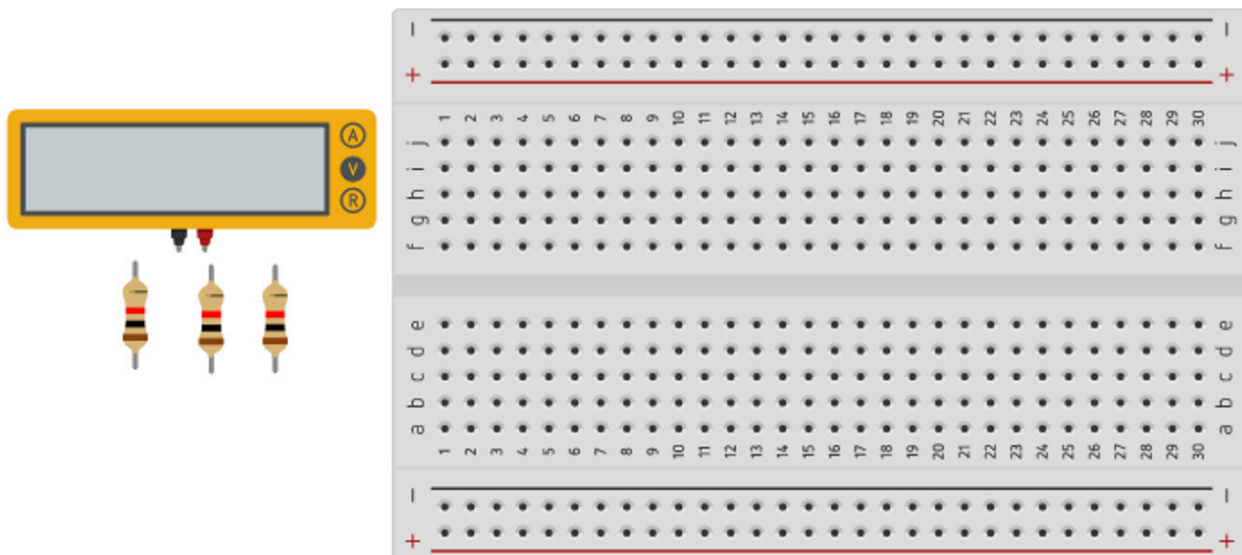 − −
+ +
1 2 3 4 5 6 7 8 9 10 11 12 13 14 15 16 17 18 19 20 21 22 23 24 25 26 27 28 29 30
A
V
R
j j
i i
h h
g g
f f
e e
d d
c c
b b
a a
1 2 3 4 5 6 7 8 9 10 11 12 13 14 15 16 17 18 19 20 21 22 23 24 25 26 27 28 29 30
− −
+ +